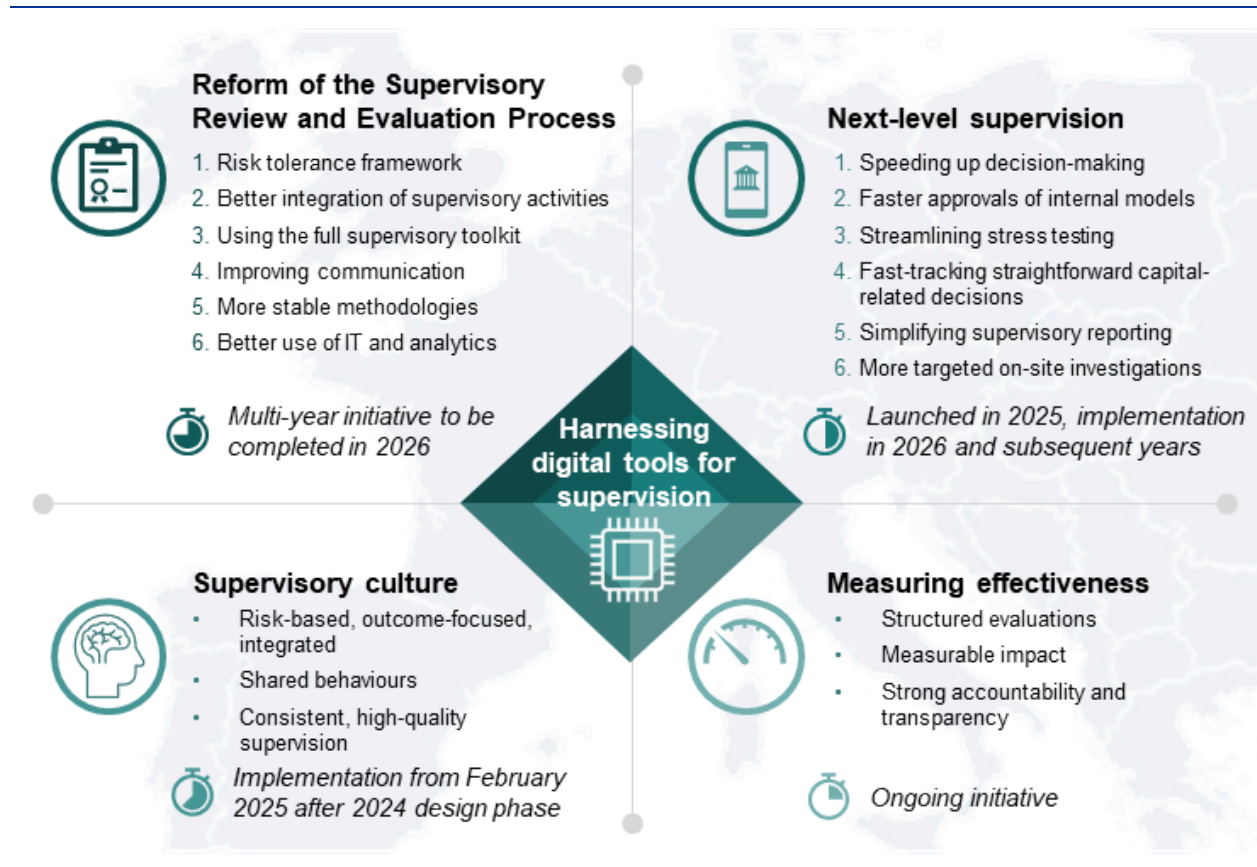 Reform of the Supervisory
Review and Evaluation Process
1. Risk tolerance framework
2. Better integration of supervisory activities
3. Using the full supervisory toolkit
4. Improving communication
5. More stable methodologies
6. Better use of IT and analytics
Multi-year initiative to be
completed in 2026
Next-level supervision
1. Speeding up decision-making
2. Faster approvals of internal models
3. Streamlining stress testing
4. Fast-tracking straightforward capital-
related decisions
5. Simplifying supervisory reporting
6. More targeted on-site investigations
Launched in 2025, implementation
in 2026 and subsequent years
Harnessing
digital tools for
supervision
Supervisory culture
• Risk-based, outcome-focused,
integrated
• Shared behaviours
• Consistent, high-quality
supervision
Implementation from February
2025 after 2024 design phase
Measuring effectiveness
• Structured evaluations
• Measurable impact
• Strong accountability and
transparency
Ongoing initiative